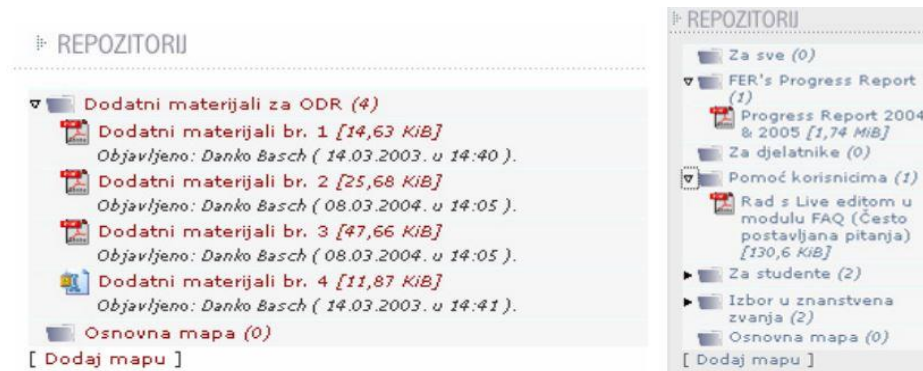 REPOZITORIJ
Dodatni materijali za ODR (4)
Dodatni materijali br. 1 [14,63 KiB]
Objavljeno: Danko Basch ( 14.03.2003. u 14:40 ).
Dodatni materijali br. 2 [25,68 KiB]
Objavljeno: Danko Basch ( 08.03.2004. u 14:05 ).
Dodatni materijali br. 3 [47,66 KiB]
Objavljeno: Danko Basch ( 08.03.2004. u 14:05 ).
Dodatni materijali br. 4 [11,87 KiB]
Objavljeno: Danko Basch ( 14.03.2003. u 14:41 ).
Osnovna mapa (0)
[ Dodaj mapu ]
REPOZITORIJ
Za sve (0)
FER's Progress Report
(1)
Progress Report 2004
& 2005 [1,74 MiB]
Za djelatnike (0)
Pomoć korisnicima (1)
Rad s Live editom u
modulu FAQ (Često
postavljana pitanja)
[130,6 KiB]
Za studente (2)
Izbor u znanstvena
zvanja (2)
Osnovna mapa (0)
[ Dodaj mapu ]